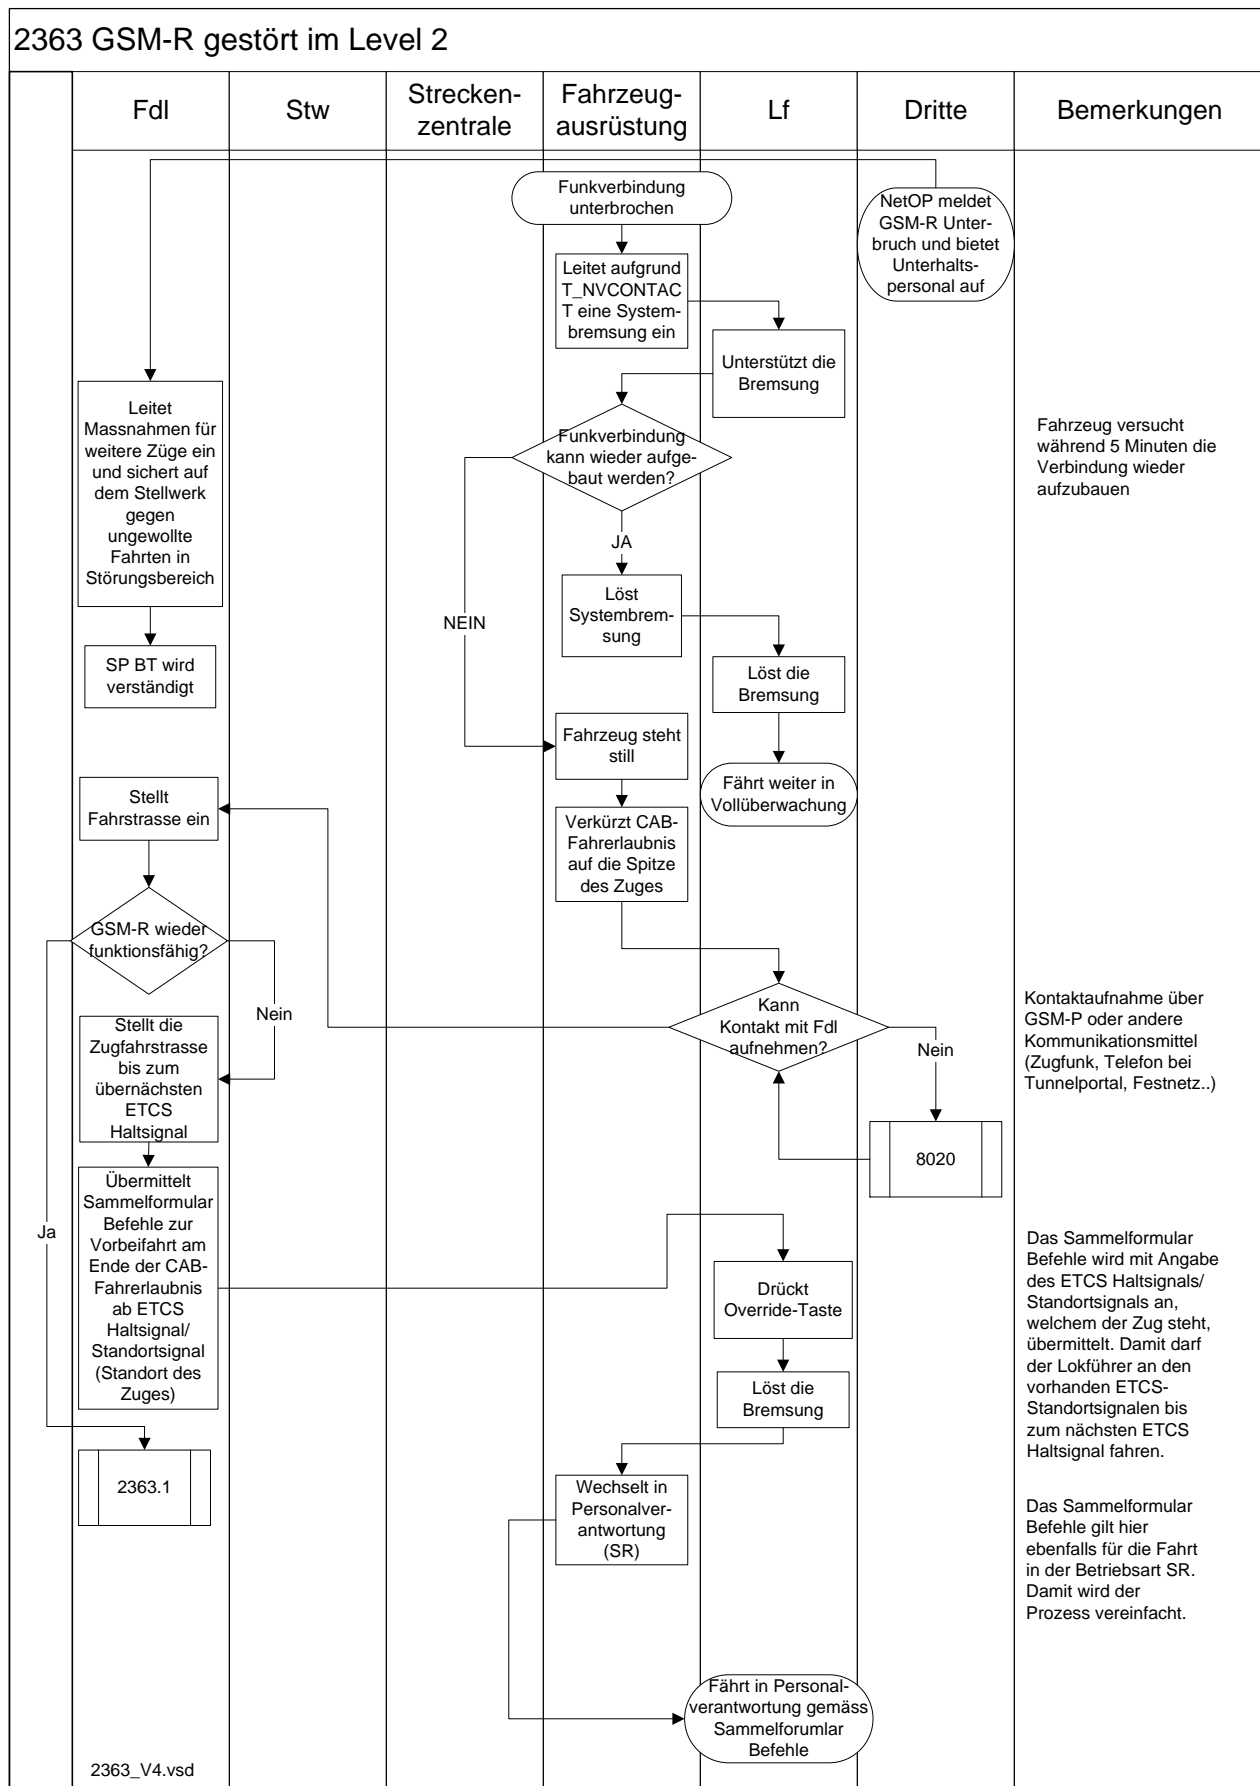 2363 GSM-R gestört im Level 2
Fdl
Stw
Strecken-
zentrale
Fahrzeug-
ausrüstung
Lf
Dritte
Bemerkungen
Funkverbindung
unterbrochen
NetOP meldet
GSM-R Unter-
bruch und bietet
Unterhalts-
personal auf
Leitet aufgrund
T_NVCONTAC
T eine System-
bremsung ein
Unterstützt die
Bremsung
Leitet
Massnahmen für
weitere Züge ein
und sichert auf
dem Stellwerk
gegen
ungewollte
Fahrten in
Störungsbereich
Funkverbindung
kann wieder aufge-
baut werden?
Fahrzeug versucht
während 5 Minuten die
Verbindung wieder
aufzubauen
JA
NEIN
Löst
Systembrem-
sung
SP BT wird
verständigt
Löst die
Bremsung
Fahrzeug steht
still
Fährt weiter in
Vollüberwachung
Stellt
Fahrstrasse ein
Verkürzt CAB-
Fahrerlaubnis
auf die Spitze
des Zuges
GSM-R wieder
funktionsfähig?
Nein
Kann
Kontakt mit Fdl
aufnehmen?
Nein
Kontaktaufnahme über
GSM-P oder andere
Kommunikationsmittel
(Zugfunk, Telefon bei
Tunnelportal, Festnetz..)
Stellt die
Zugfahrstrasse
bis zum
übernächsten
ETCS
Haltsignal
8020
Übermittelt
Sammelformular
Befehle zur
Vorbeifahrt am
Ende der CAB-
Fahrerlaubnis
ab ETCS
Haltsignal/
Standortsignal
(Standort des
Zuges)
Ja
Drückt
Override-Taste
Das Sammelformular
Befehle wird mit Angabe
des ETCS Haltsignals/
Standortsignals an,
welchem der Zug steht,
übermittelt. Damit darf
der Lokführer an den
vorhanden ETCS-
Standortsignalen bis
zum nächsten ETCS
Haltsignal fahren.
Löst die
Bremsung
2363.1
Wechselt in
Personalver-
antwortung
(SR)
Das Sammelformular
Befehle gilt hier
ebenfalls für die Fahrt
in der Betriebsart SR.
Damit wird der
Prozess vereinfacht.
Fährt in Personal-
verantwortung gemäss
Sammelforumlar
Befehle
2363_V4.vsd